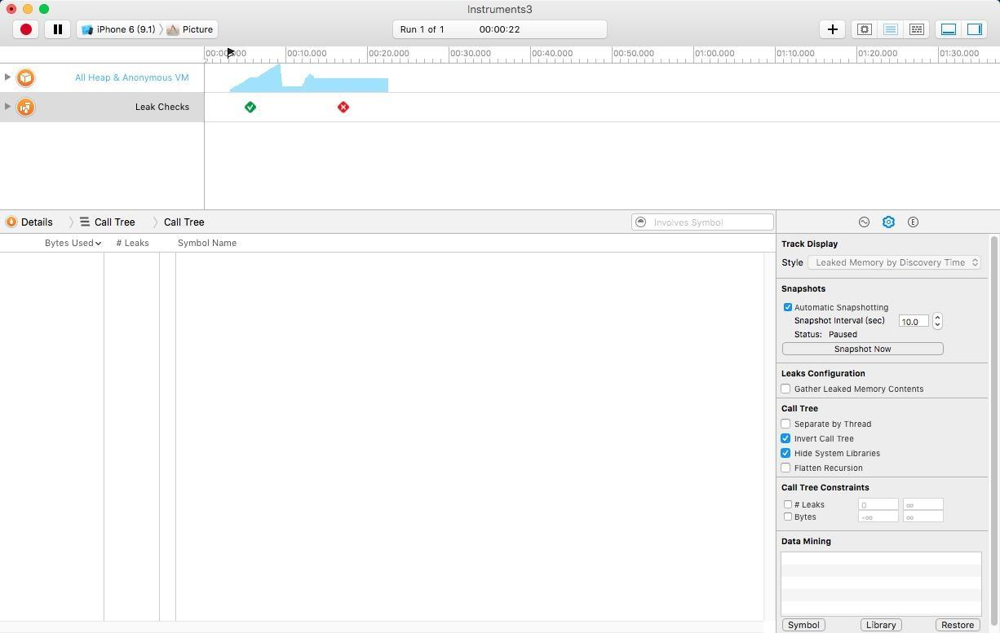 Instruments3
iPhone 6 (9.1) 〉 Picture
Run 1 of 1 00:00:22
00:10.000 00:20.000 00:30.000 00:40.000 00:50.000 01:00.000 01:10.000 01:20.000 01:30.000
All Heap & Anonymous VM
Leak Checks
Details 〉 Call Tree 〉 Call Tree
Involves Symbol
Bytes Used # Leaks Symbol Name
Track Display
Style Leaked Memory by Discovery Time
Snapshots
Automatic Snapshotting
Snapshot Interval (sec) 10.0
Status: Paused
Snapshot Now
Leaks Configuration
Gather Leaked Memory Contents
Call Tree
Separate by Thread
Invert Call Tree
Hide System Libraries
Flatten Recursion
Call Tree Constraints
# Leaks 0 ∞
Bytes -∞ ∞
Data Mining
Symbol Library Restore